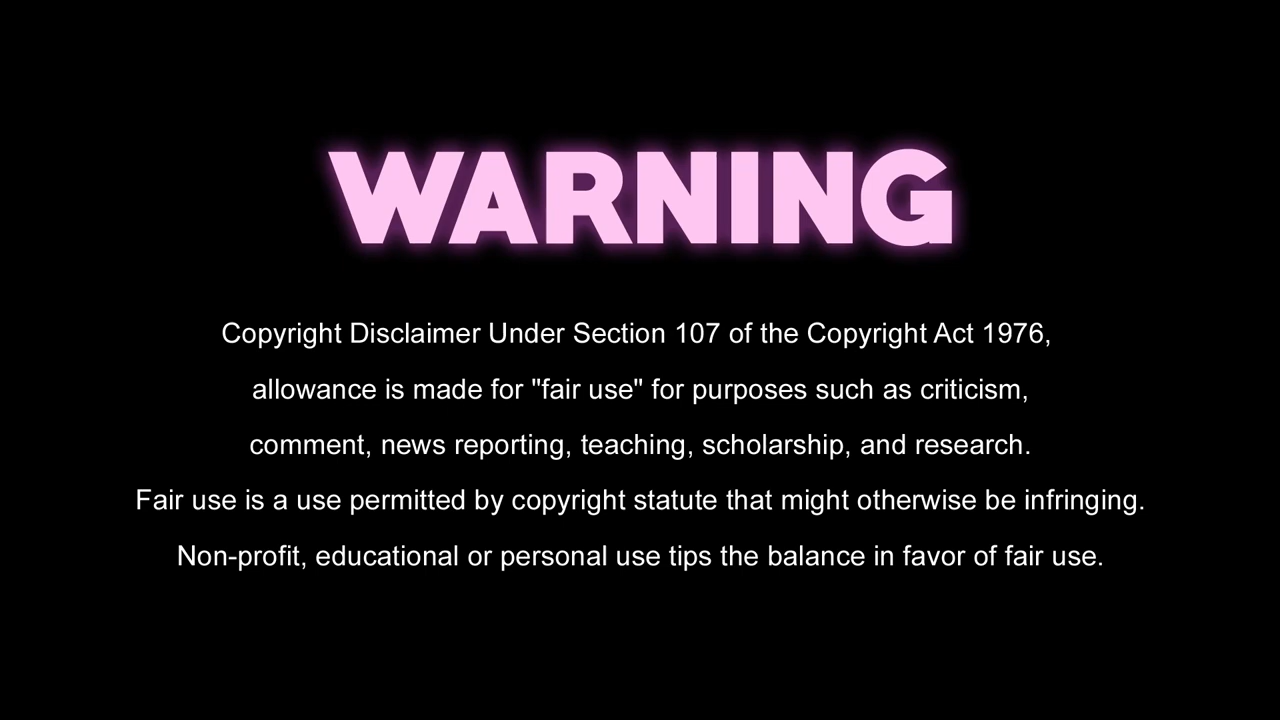 WARNING
Copyright Disclaimer Under Section 107 of the Copyright Act 1976,
allowance is made for "fair use" for purposes such as criticism,
comment, news reporting, teaching, scholarship, and research.
Fair use is a use permitted by copyright statute that might otherwise be infringing.
Non-profit, educational or personal use tips the balance in favor of fair use.